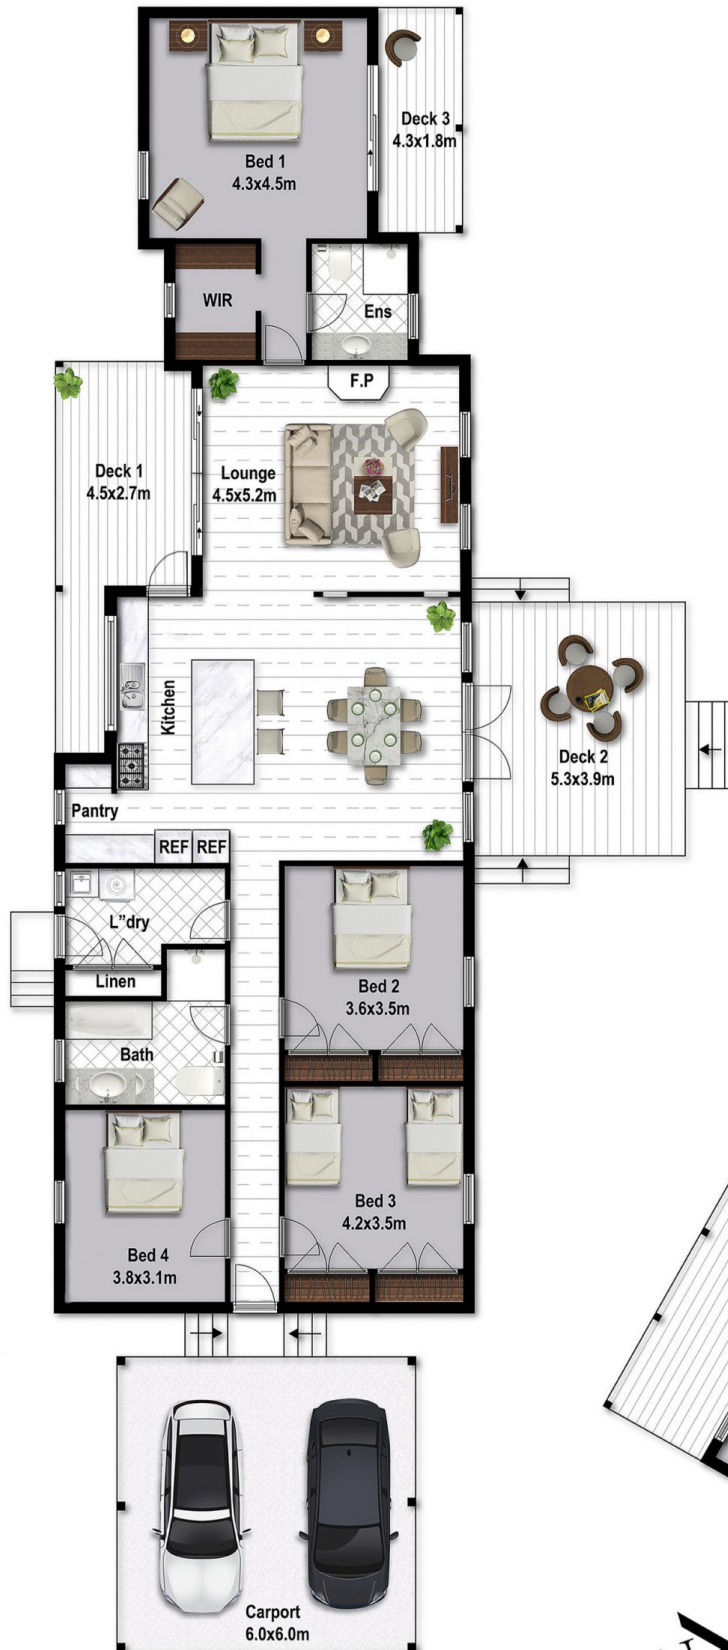 Deck 3
4.3x1.8m
Bed 1
4.3x4.5m
WIR
Ens
F.P
Deck 1
4.5x2.7m
Lounge
4.5x5.2m
Kitchen
Deck 2
5.3x3.9m
Pantry
REF REF
L"dry
Linen
Bed 2
3.6x3.5m
Bath
Bed 3
4.2x3.5m
Bed 4
3.8x3.1m
Carport
6.0x6.0m